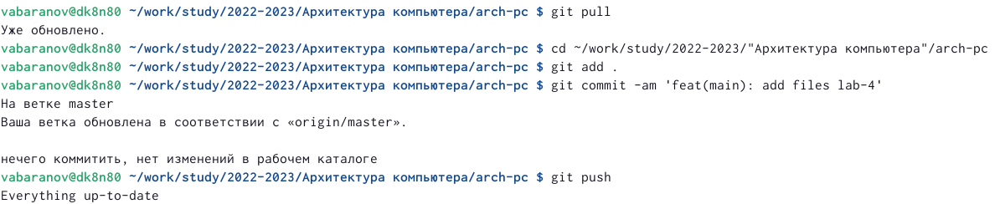 vabaranov@dk8n80 ~/work/study/2022-2023/Архитектура компьютера/arch-pc $ git pull
Уже обновлено.
vabaranov@dk8n80 ~/work/study/2022-2023/Архитектура компьютера/arch-pc $ cd ~/work/study/2022-2023/"Архитектура компьютера"/arch-pc
vabaranov@dk8n80 ~/work/study/2022-2023/Архитектура компьютера/arch-pc $ git add .
vabaranov@dk8n80 ~/work/study/2022-2023/Архитектура компьютера/arch-pc $ git commit -am 'feat(main): add files lab-4'
На ветке master
Ваша ветка обновлена в соответствии с «origin/master».

нечего коммитить, нет изменений в рабочем каталоге
vabaranov@dk8n80 ~/work/study/2022-2023/Архитектура компьютера/arch-pc $ git push
Everything up-to-date